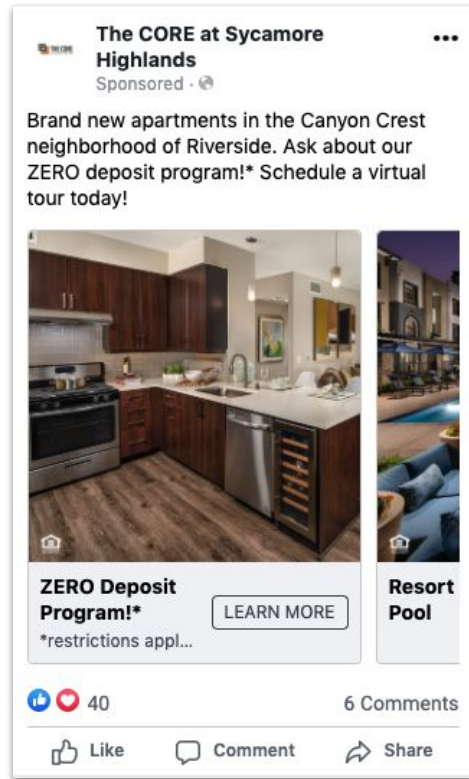 THE CORE
The CORE at Sycamore
Highlands
Sponsored ·
Brand new apartments in the Canyon Crest
neighborhood of Riverside. Ask about our
ZERO deposit program!* Schedule a virtual
tour today!
ZERO Deposit
Program!*
*restrictions appl...
LEARN MORE
Resort
Pool
40
6 Comments
Like
Comment
Share